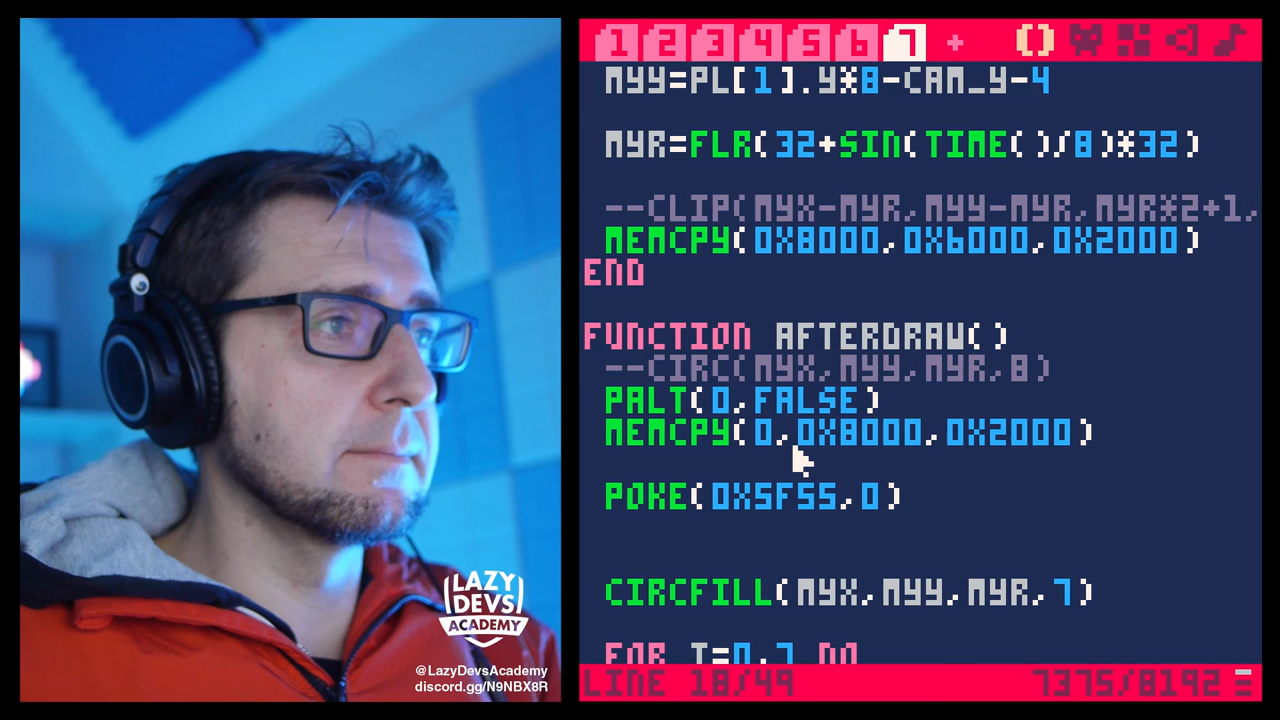 LAZY
DEVS
ACADEMY
@LazyDevsAcademy
discord.gg/N9NBX8R
1 2 3 4 5 6 7 + ()
MYY=PL[1].Y*8-CAM_Y-4
MYR=FLR(32+SIN(TIME()/8)*32)
--CLIP(MYX-MYR,MYY-MYR,MYR*2+1,
MEMCPY(0X8000,0X6000,0X2000)
END
FUNCTION AFTERDRAW()
--CIRC(MYX,MYY,MYR,8)
PALT(0,FALSE)
MEMCPY(0,0X8000,0X2000)
POKE(0X5F55,0)
CIRCFILL(MYX,MYY,MYR,7)
FOR I=0,7 DO
LINE 18/49 7375/8192